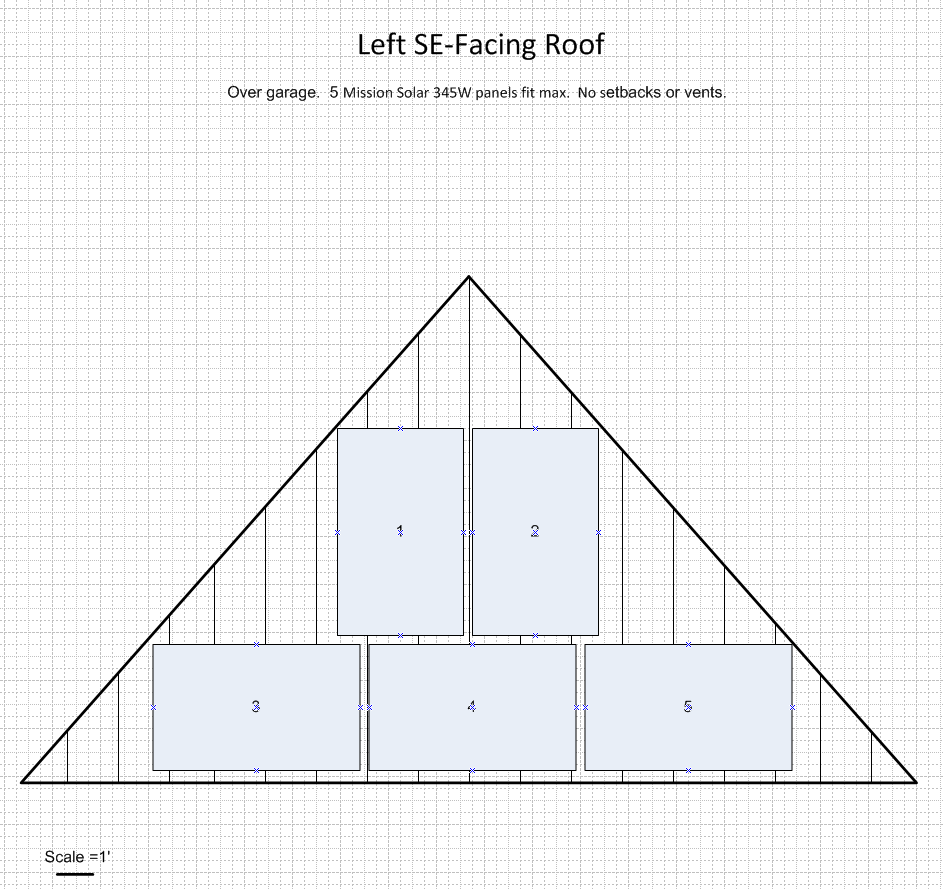 Left SE-Facing Roof
Over garage.  5 Mission Solar 345W panels fit max.  No setbacks or vents.
1
2
3
4
5
Scale =1'